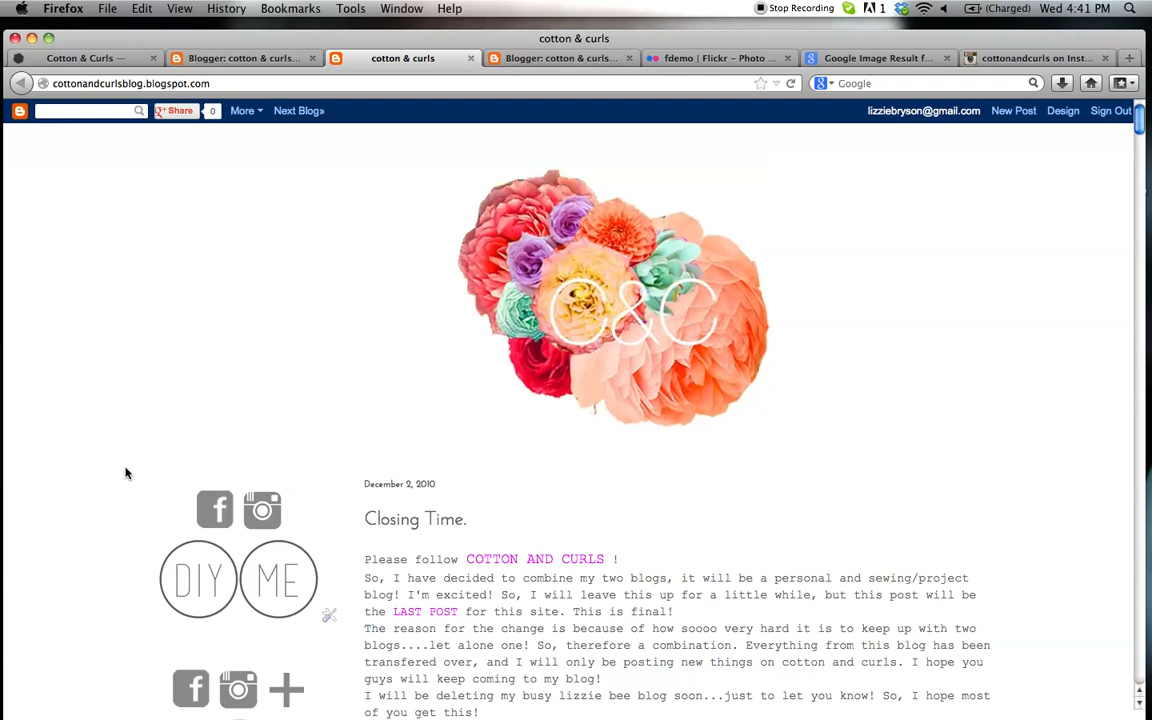 Firefox File Edit View History Bookmarks Tools Window Help Stop Recording 1 (Charged) Wed 4:41 PM
cotton & curls
Cotton & Curls — Blogger: cotton & curls... cotton & curls Blogger: cotton & curls... fdemo | Flickr - Photo ... Google Image Result f... cottonandcurls on Inst...
cottonandcurlsblog.blogspot.com Google
Share 0 More Next Blog» lizziebryson@gmail.com New Post Design Sign Out
C&C
December 2, 2010
Closing Time.
DIY ME
Please follow COTTON AND CURLS !
So, I have decided to combine my two blogs, it will be a personal and sewing/project
blog! I'm excited! So, I will leave this up for a little while, but this post will be
the LAST POST for this site. This is final!
The reason for the change is because of how soooo very hard it is to keep up with two
blogs....let alone one! So, therefore a combination. Everything from this blog has been
transfered over, and I will only be posting new things on cotton and curls. I hope you
guys will keep coming to my blog!
I will be deleting my busy lizzie bee blog soon...just to let you know! So, I hope most
of you get this!